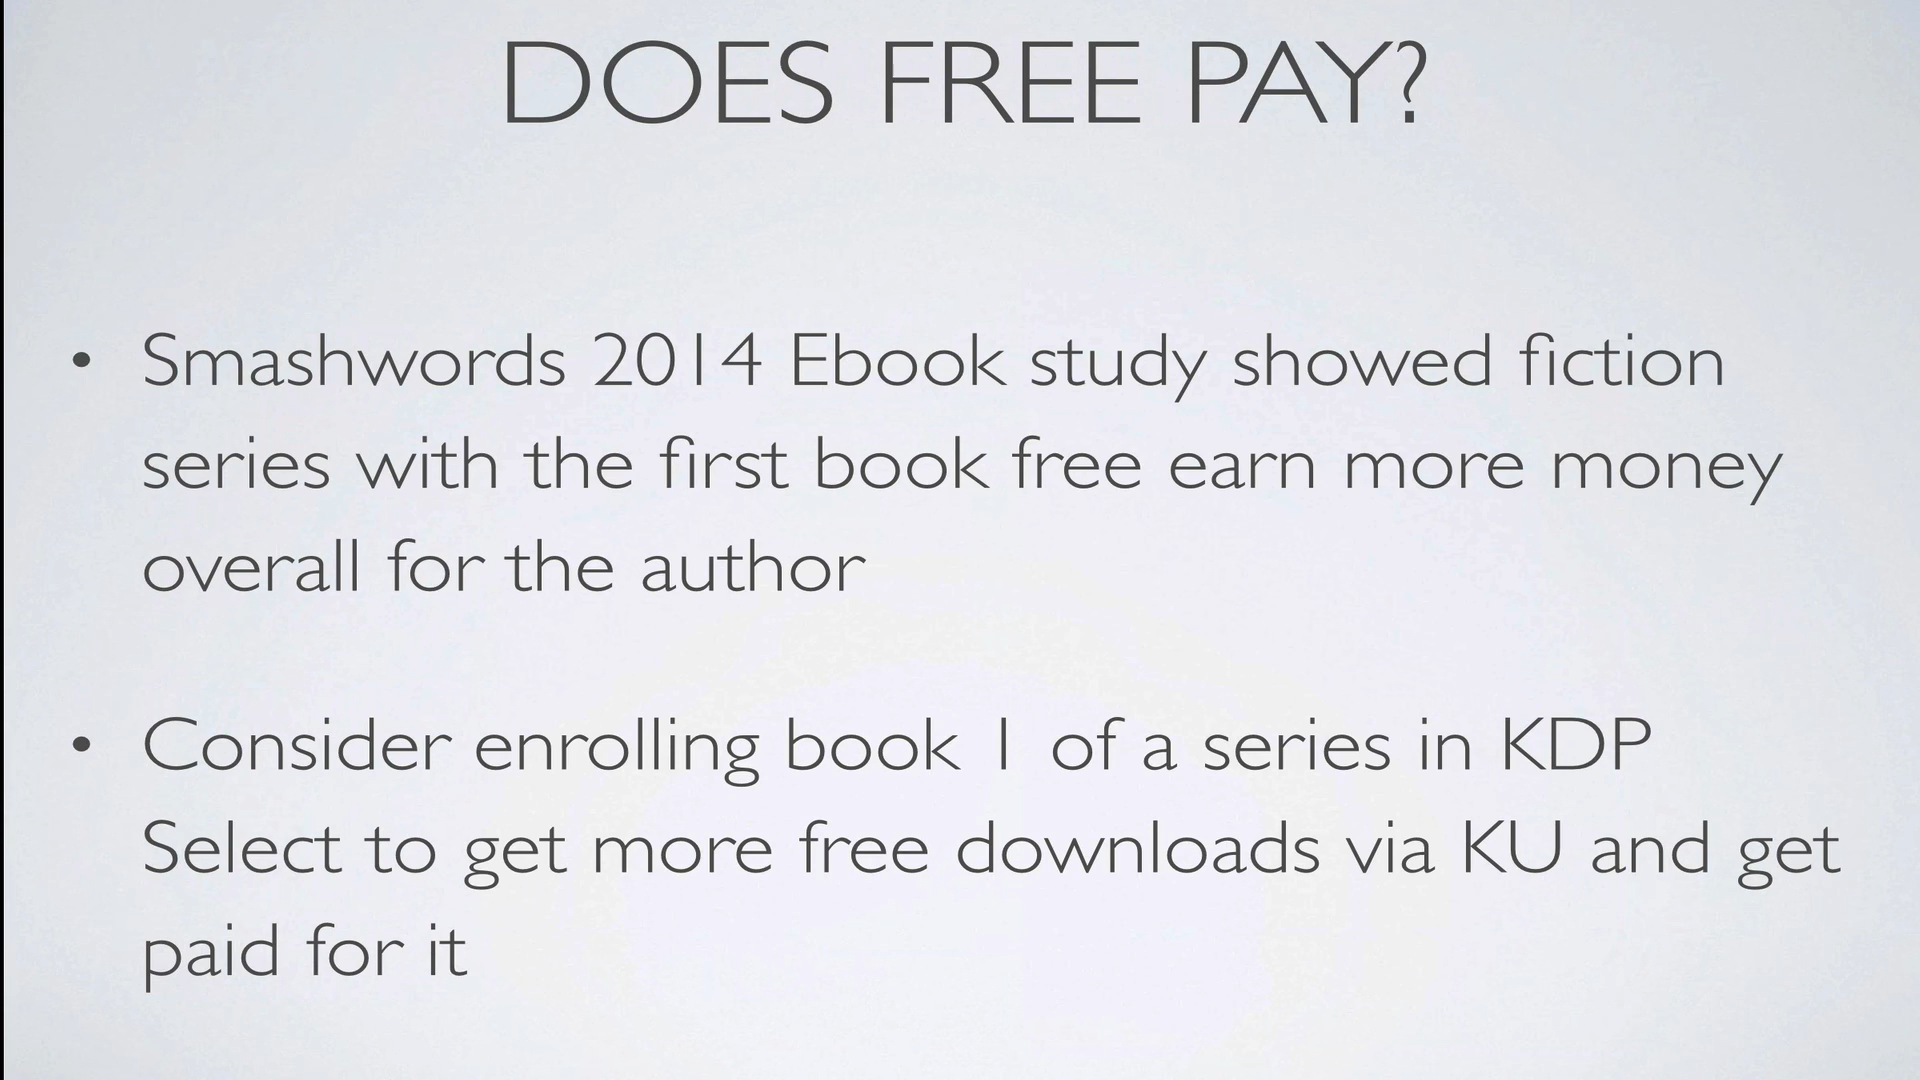 DOES FREE PAY?
• Smashwords 2014 Ebook study showed fiction
series with the first book free earn more money
overall for the author
• Consider enrolling book 1 of a series in KDP
Select to get more free downloads via KU and get
paid for it